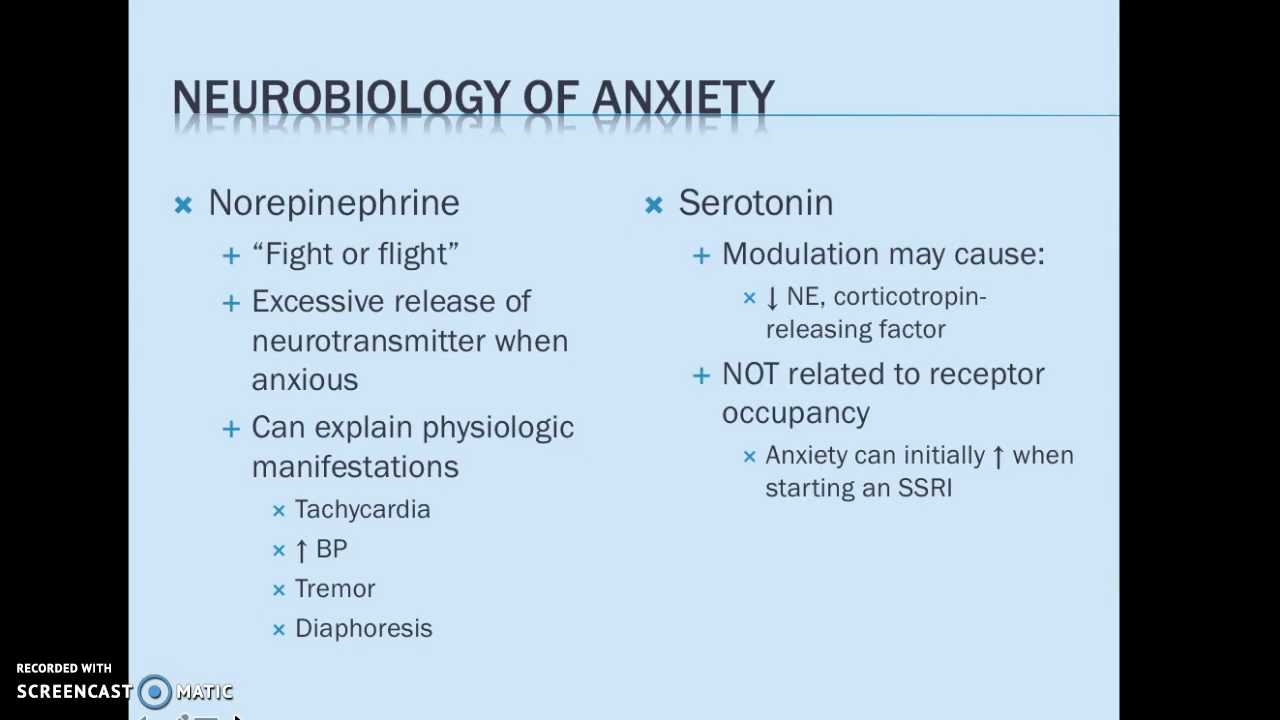 NEUROBIOLOGY OF ANXIETY
Norepinephrine
“Fight or flight”
Excessive release of
neurotransmitter when
anxious
Can explain physiologic
manifestations
Tachycardia
↑ BP
Tremor
Diaphoresis
Serotonin
Modulation may cause:
↓ NE, corticotropin-
releasing factor
NOT related to receptor
occupancy
Anxiety can initially ↑ when
starting an SSRI
RECORDED WITH
SCREENCAST MATIC